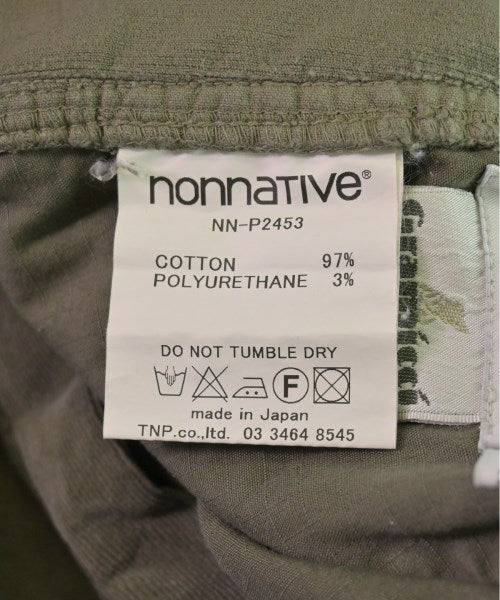 nonnative®
NN-P2453
COTTON 97%
POLYURETHANE 3%
DO NOT TUMBLE DRY
F
made in Japan
TNP.co.,ltd. 03 3464 8545
Gramicci